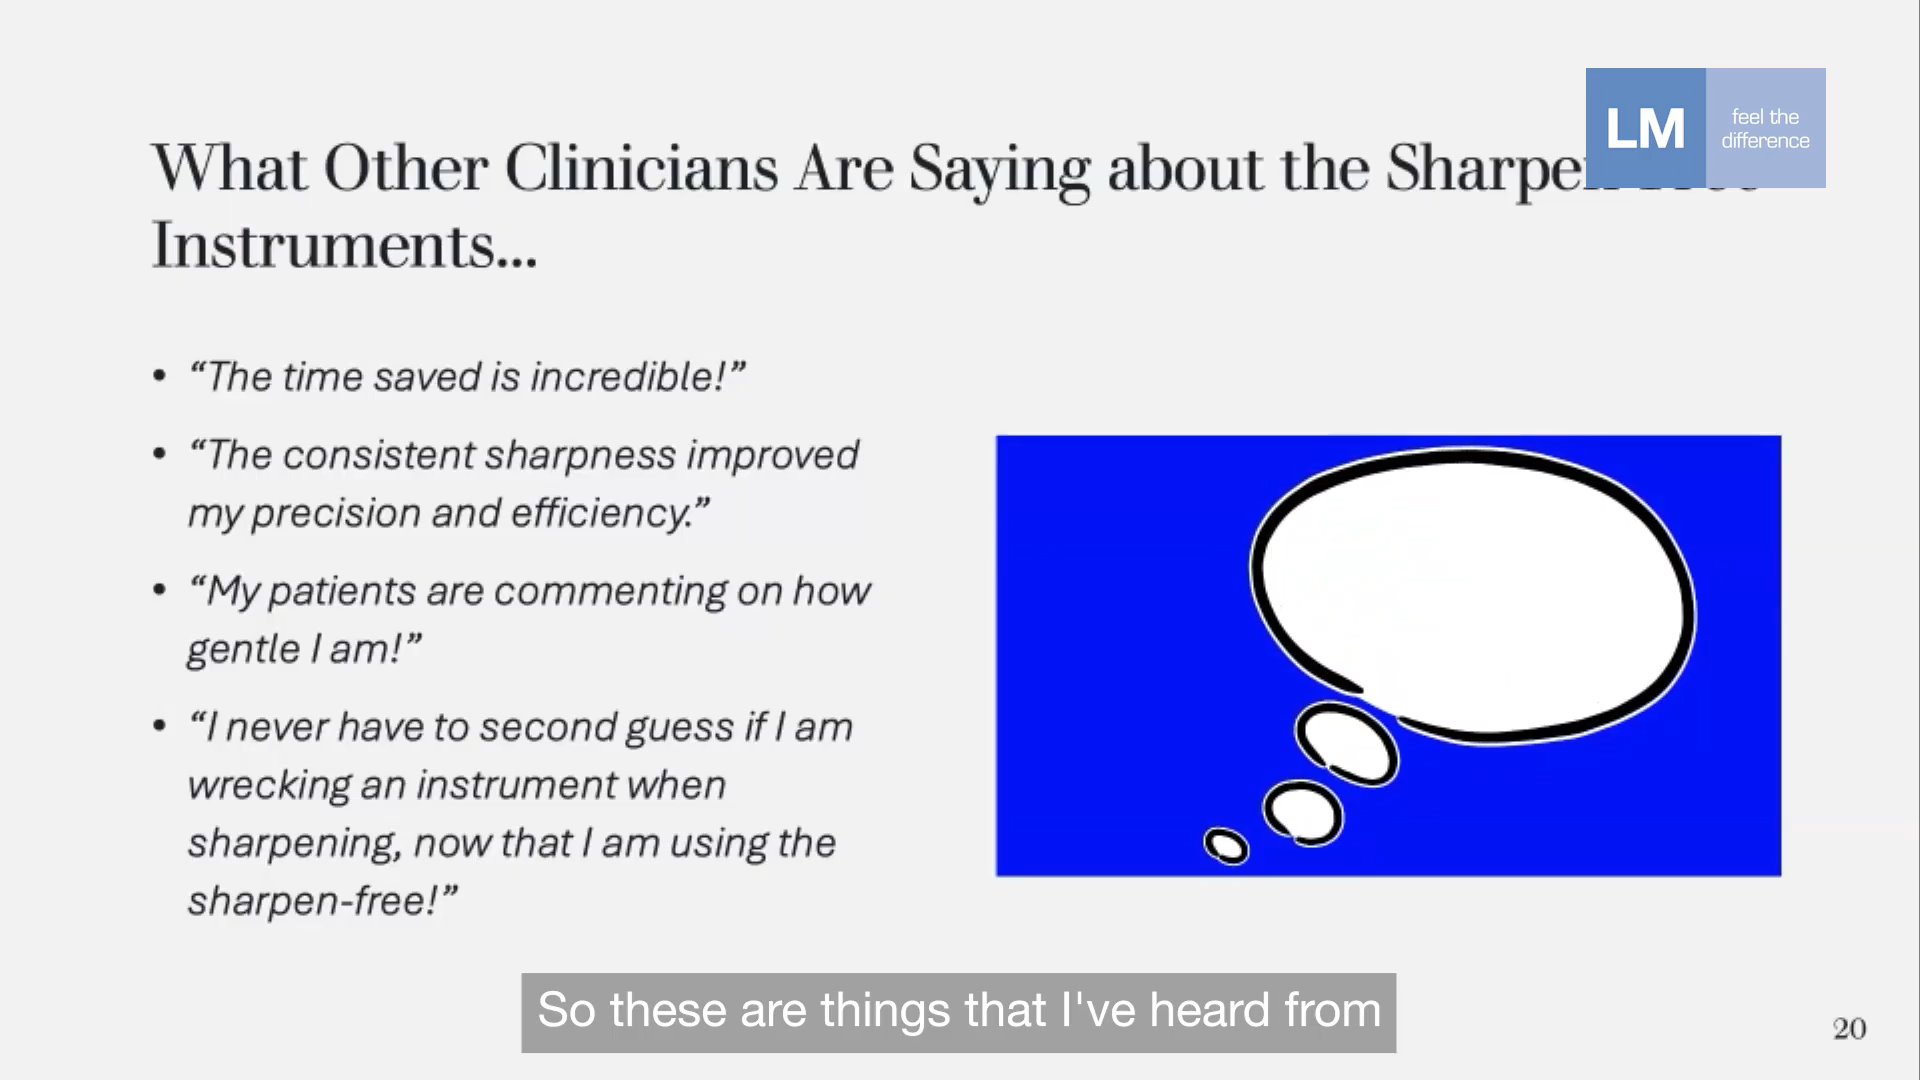 LM
feel the
difference
What Other Clinicians Are Saying about the Sharpen
Instruments...
• “The time saved is incredible!”
• “The consistent sharpness improved
my precision and efficiency.”
• “My patients are commenting on how
gentle I am!”
• “I never have to second guess if I am
wrecking an instrument when
sharpening, now that I am using the
sharpen-free!”
So these are things that I've heard from
20